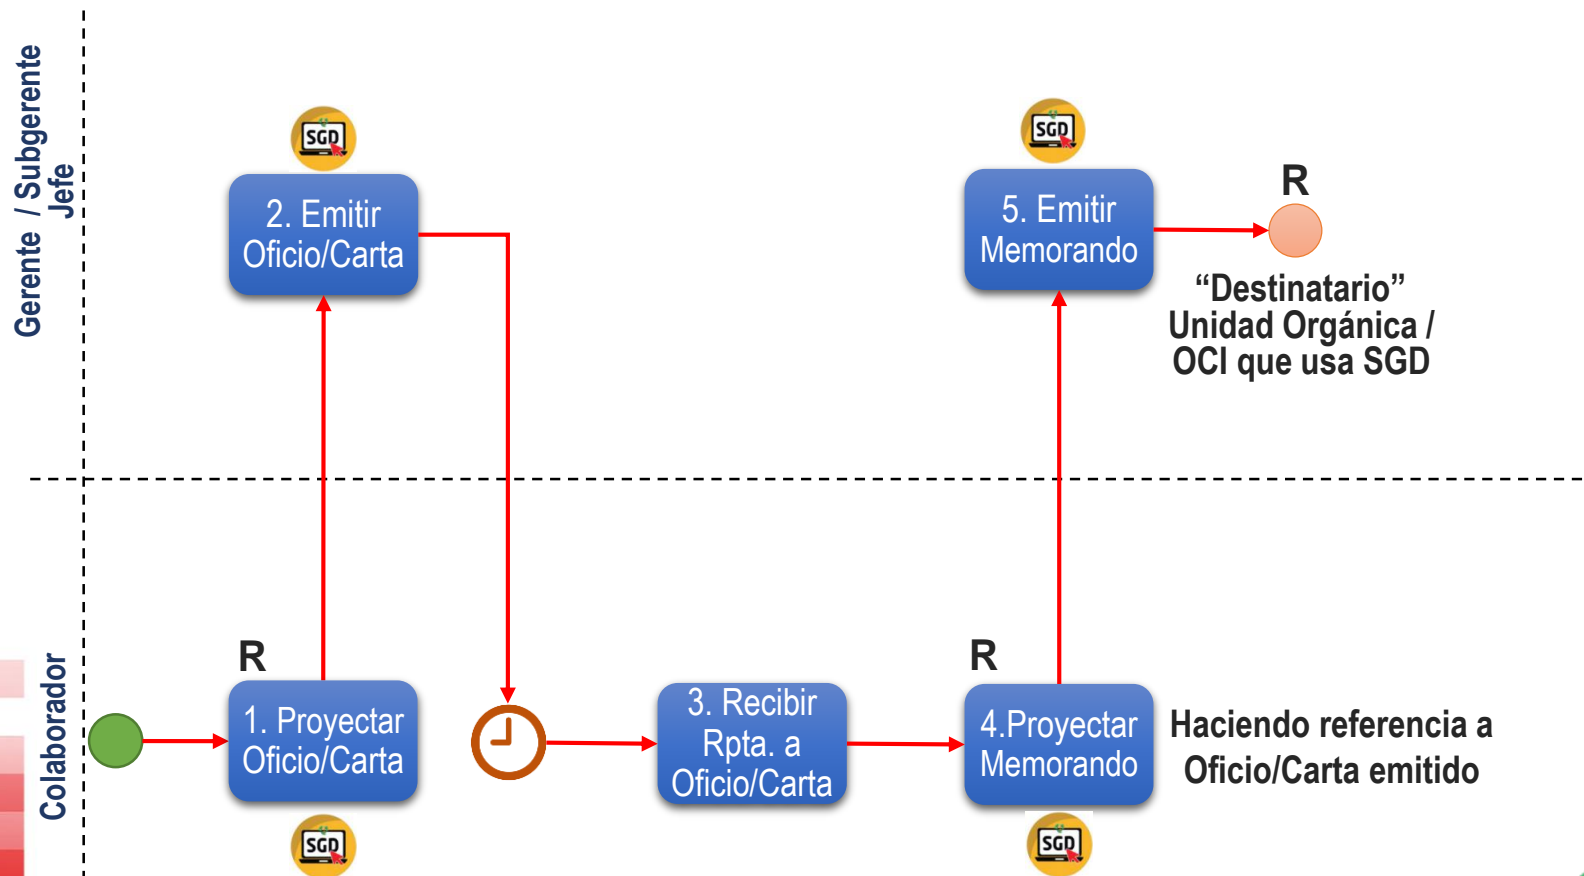 Gerente / Subgerente
Jefe
SGD
2. Emitir
Oficio/Carta
SGD
5. Emitir
Memorando
R
“Destinatario”
Unidad Orgánica /
OCI que usa SGD
Colaborador
R
1. Proyectar
Oficio/Carta
SGD
3. Recibir
Rpta. a
Oficio/Carta
R
4.Proyectar
Memorando
SGD
Haciendo referencia a
Oficio/Carta emitido